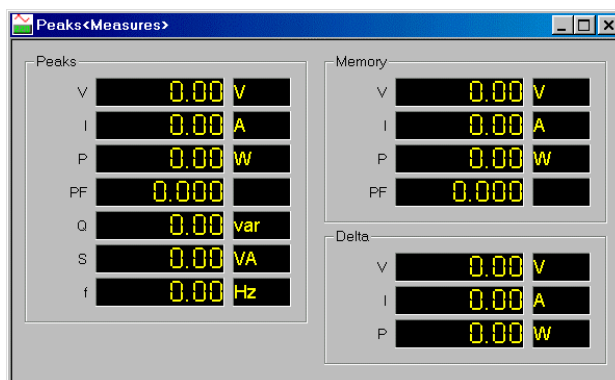 Peaks<Measures>
Peaks
V 0.00 V
I 0.00 A
P 0.00 W
PF 0.000
Q 0.00 var
S 0.00 VA
f 0.00 Hz
Memory
V 0.00 V
I 0.00 A
P 0.00 W
PF 0.000
Delta
V 0.00 V
I 0.00 A
P 0.00 W